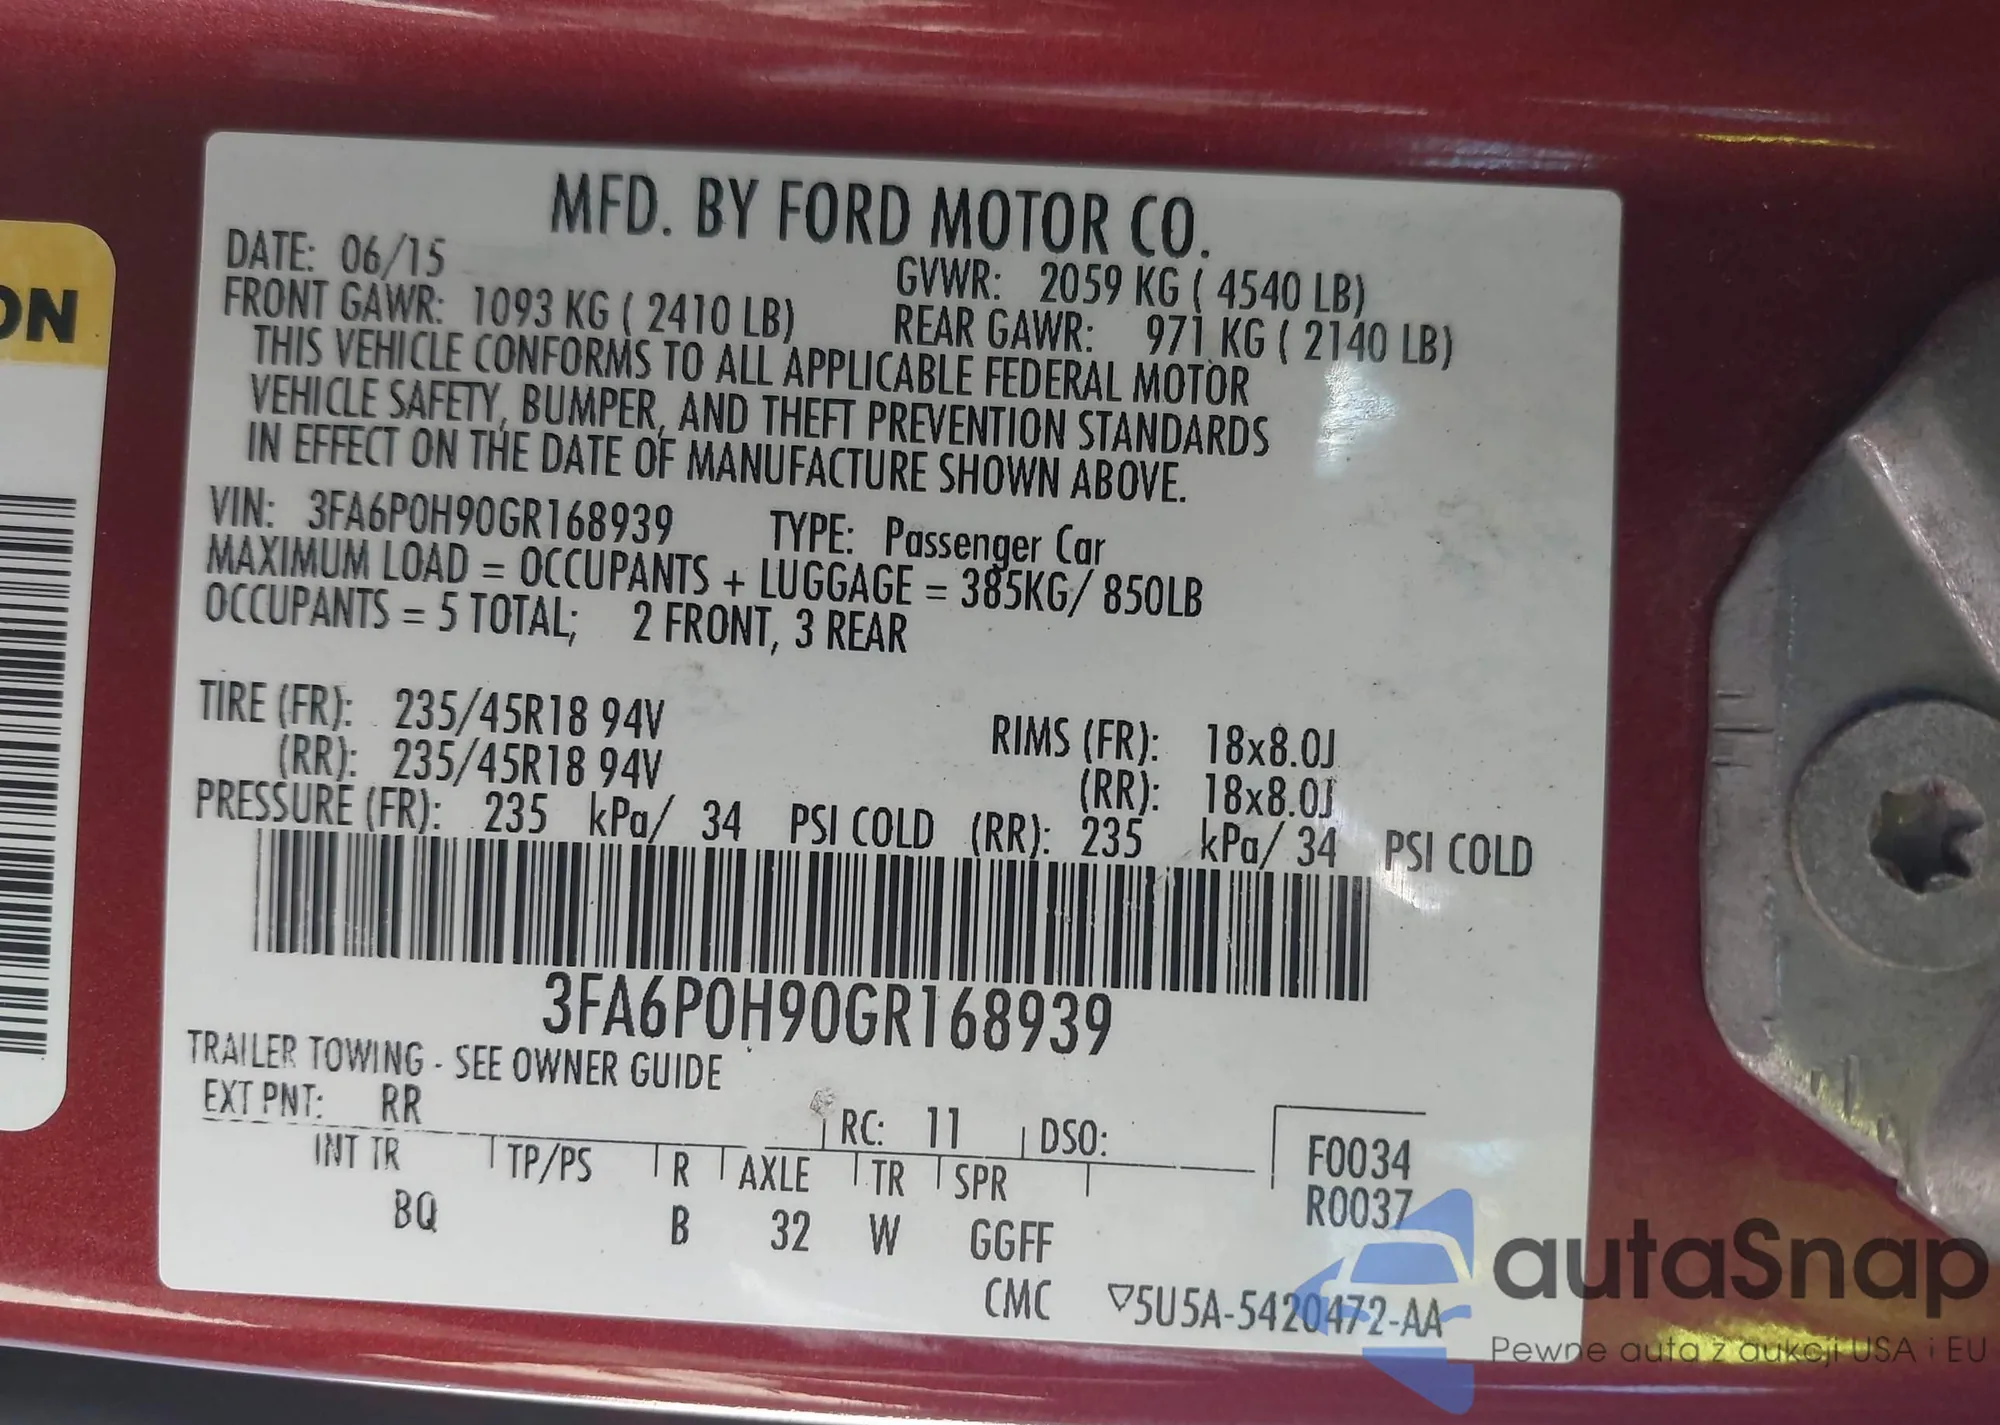 ON
MFD. BY FORD MOTOR CO.
DATE: 06/15 GVWR: 2059 KG ( 4540 LB)
FRONT GAWR: 1093 KG ( 2410 LB) REAR GAWR: 971 KG ( 2140 LB)
THIS VEHICLE CONFORMS TO ALL APPLICABLE FEDERAL MOTOR
VEHICLE SAFETY, BUMPER, AND THEFT PREVENTION STANDARDS
IN EFFECT ON THE DATE OF MANUFACTURE SHOWN ABOVE.
VIN: 3FA6P0H90GR168939 TYPE: Passenger Car
MAXIMUM LOAD = OCCUPANTS + LUGGAGE = 385KG/ 850LB
OCCUPANTS = 5 TOTAL; 2 FRONT, 3 REAR
TIRE (FR): 235/45R18 94V RIMS (FR): 18x8.0J
(RR): 235/45R18 94V (RR): 18x8.0J
PRESSURE (FR): 235 kPa/ 34 PSI COLD (RR): 235 kPa/ 34 PSI COLD
3FA6P0H90GR168939
TRAILER TOWING - SEE OWNER GUIDE
EXT PNT: RR RC: 11 DSO: F0034
INT TR TP/PS R AXLE TR SPR R0037
BQ B 32 W GGFF
CMC ▽5U5A-5420472-AA
autaSnap
Pewne auta z aukcji USA i EU